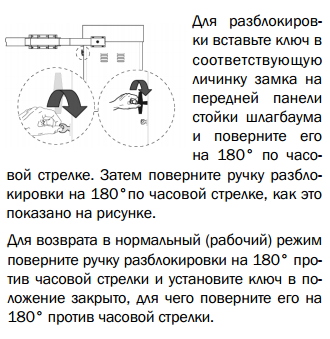 Для разблокиров-
ки вставьте ключ в
соответствующую
личинку замка на
передней панели
стойки шлагбаума
и поверните его
на 180° по часо-
вой стрелке. Затем поверните ручку разбло-
кировки на 180°по часовой стрелке, как это
показано на рисунке.
Для возврата в нормальный (рабочий) режим
поверните ручку разблокировки на 180° про-
тив часовой стрелки и установите ключ в по-
ложение закрыто, для чего поверните его на
180° против часовой стрелки.